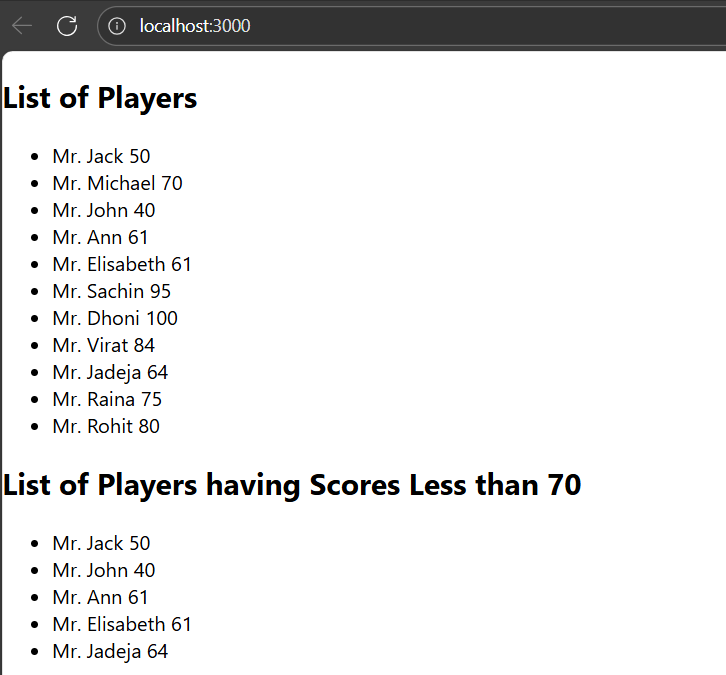 localhost:3000
List of Players
Mr. Jack 50
Mr. Michael 70
Mr. John 40
Mr. Ann 61
Mr. Elisabeth 61
Mr. Sachin 95
Mr. Dhoni 100
Mr. Virat 84
Mr. Jadeja 64
Mr. Raina 75
Mr. Rohit 80
List of Players having Scores Less than 70
Mr. Jack 50
Mr. John 40
Mr. Ann 61
Mr. Elisabeth 61
Mr. Jadeja 64